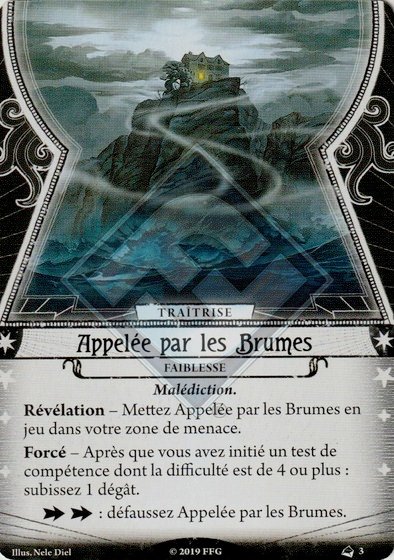 TRAÎTRISE
Appelée par les Brumes
FAIBLESSE
Malédiction.
Révélation – Mettez Appelée par les Brumes en
jeu dans votre zone de menace.
Forcé – Après que vous avez initié un test de
compétence dont la difficulté est de 4 ou plus :
subissez 1 dégât.
: défaussez Appelée par les Brumes.
Illus. Nele Diel
© 2019 FFG
3